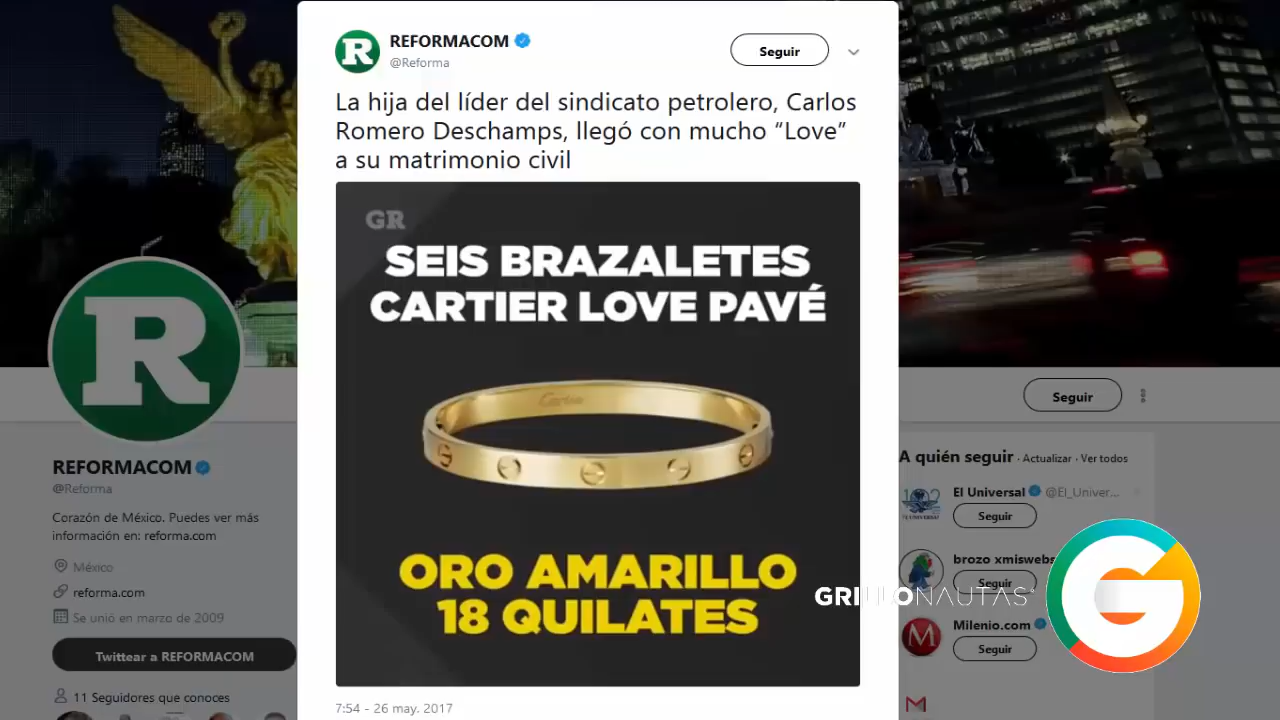 REFORMACOM
@Reforma
Seguir
La hija del líder del sindicato petrolero, Carlos
Romero Deschamps, llegó con mucho “Love”
a su matrimonio civil
GR
SEIS BRAZALETES
CARTIER LOVE PAVÉ
Cartier
ORO AMARILLO
18 QUILATES
7:54 - 26 may. 2017
R
REFORMACOM
@Reforma
Corazón de México. Puedes ver más
información en: reforma.com
México
reforma.com
Se unió en marzo de 2009
Twittear a REFORMACOM
11 Seguidores que conoces
Seguir
A quién seguir · Actualizar · Ver todos
El Universal @El_Univer...
Seguir
brozo xmiswebs
Seguir
Milenio.com
Seguir
GRILLONAUTAS
G